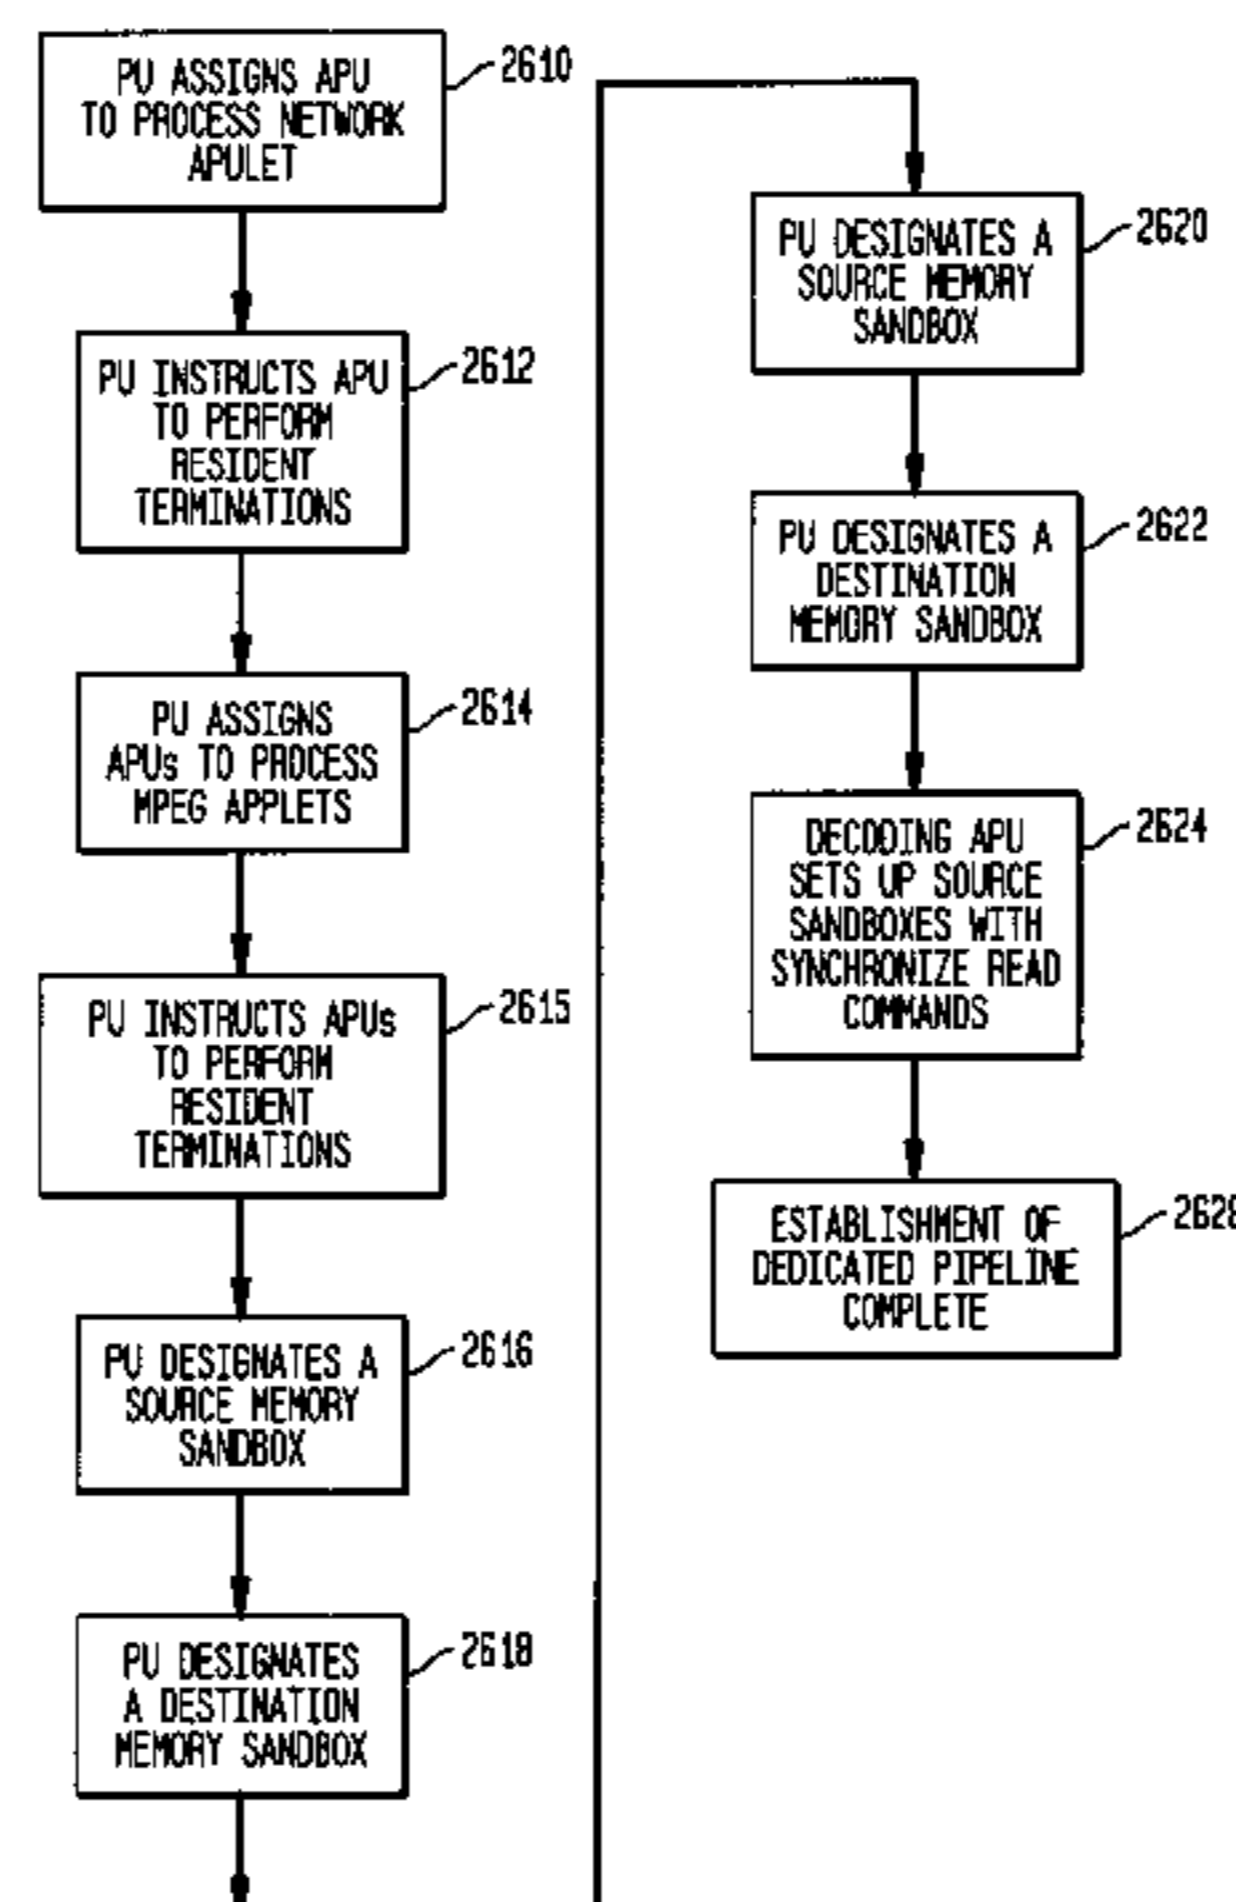 PU ASSIGNS APU
TO PROCESS NETWORK
APULET
2610
PU INSTRUCTS APU
TO PERFORM
RESIDENT
TERMINATIONS
2612
PU ASSIGNS
APUs TO PROCESS
MPEG APPLETS
2614
PU INSTRUCTS APUs
TO PERFORM
RESIDENT
TERMINATIONS
2615
PU DESIGNATES A
SOURCE MEMORY
SANDBOX
2616
PU DESIGNATES
A DESTINATION
MEMORY SANDBOX
2618
PU DESIGNATES A
SOURCE MEMORY
SANDBOX
2620
PU DESIGNATES A
DESTINATION
MEMORY SANDBOX
2622
DECODING APU
SETS UP SOURCE
SANDBOXES WITH
SYNCHRONIZE READ
COMMANDS
2624
ESTABLISHMENT OF
DEDICATED PIPELINE
COMPLETE
2628